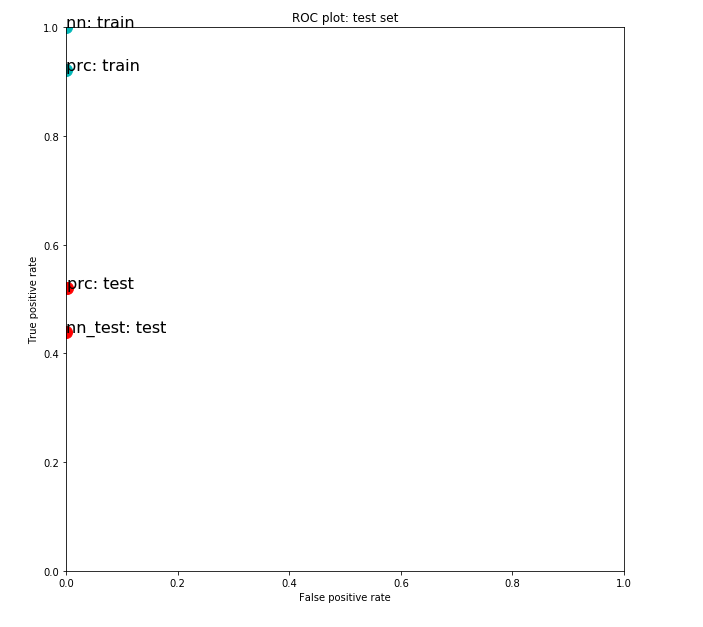 ROC plot: test set
nn: train
prc: train
prc: test
nn_test: test
True positive rate
1.0
0.8
0.6
0.4
0.2
0.0
0.0 0.2 0.4 0.6 0.8 1.0
False positive rate